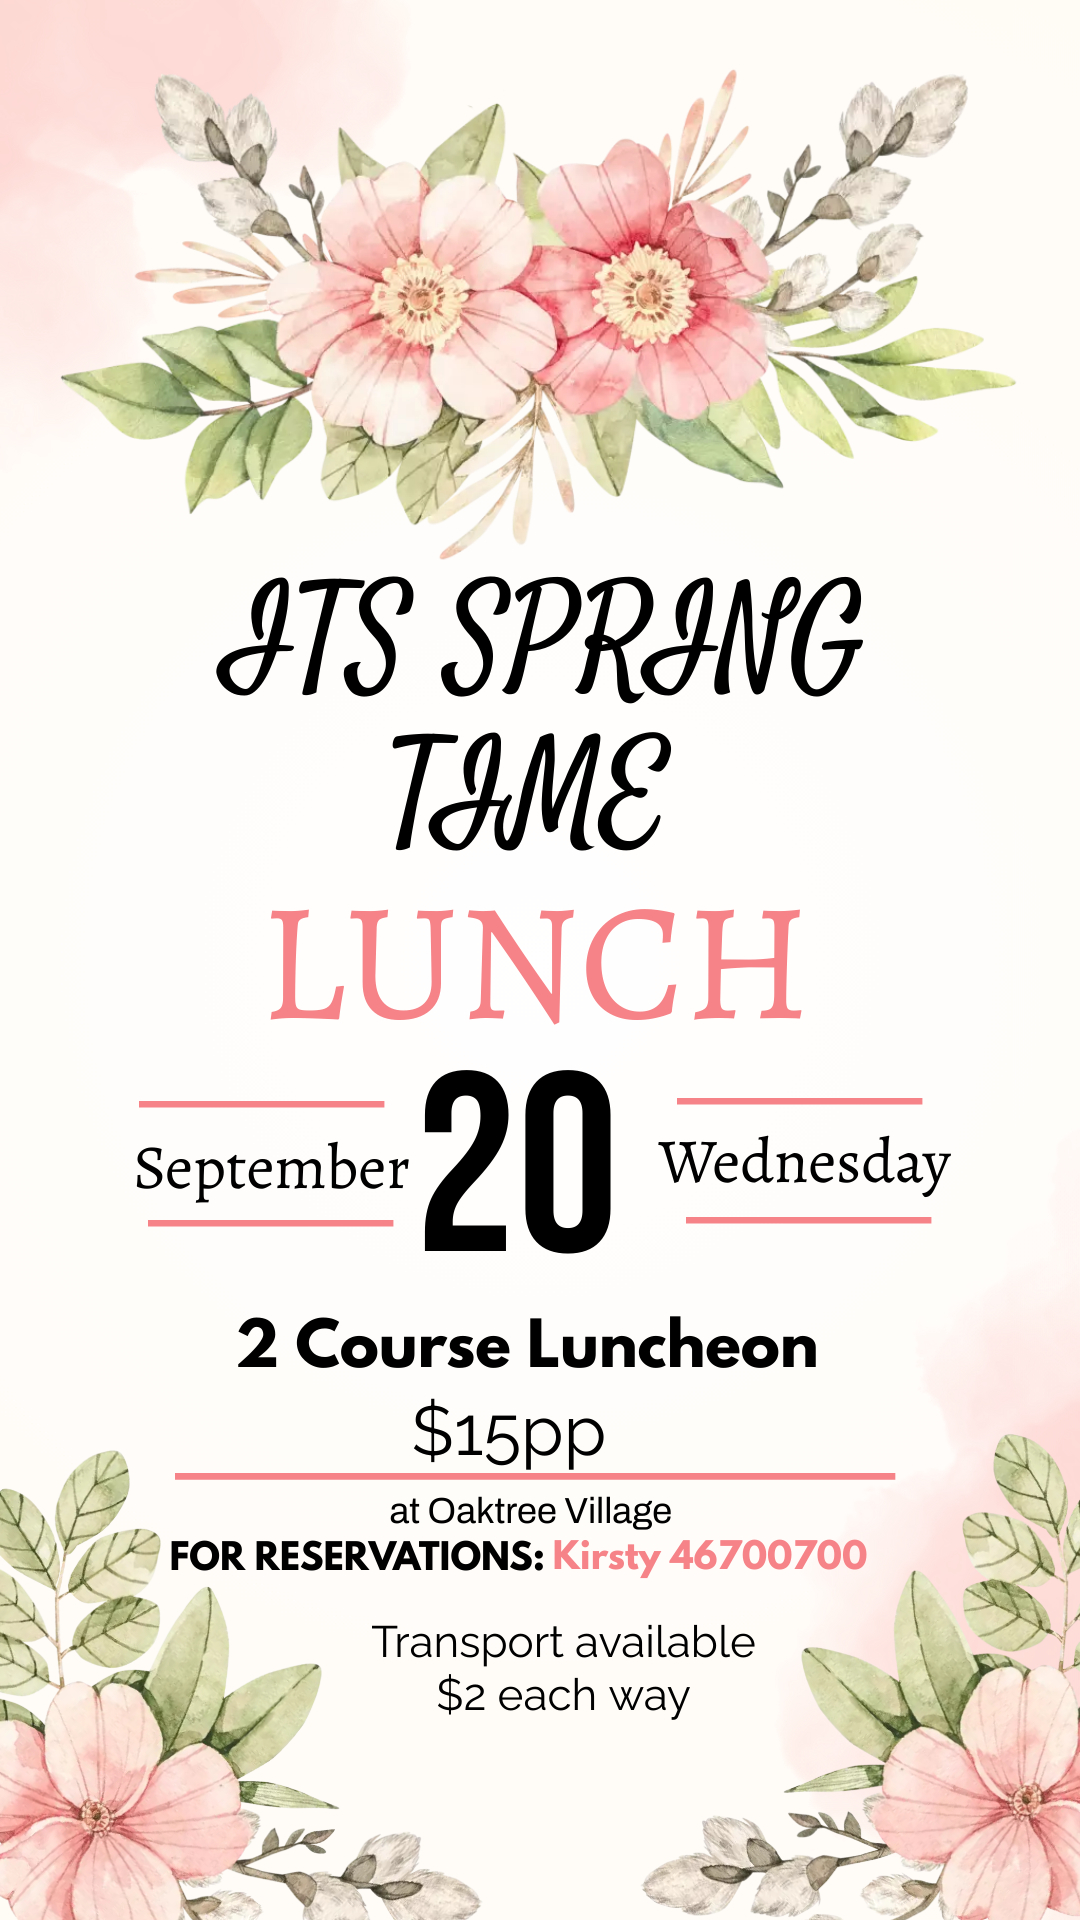 ITS SPRING
TIME
LUNCH
September 20 Wednesday
2 Course Luncheon
$15pp
at Oaktree Village
FOR RESERVATIONS: Kirsty 46700700
Transport available
$2 each way